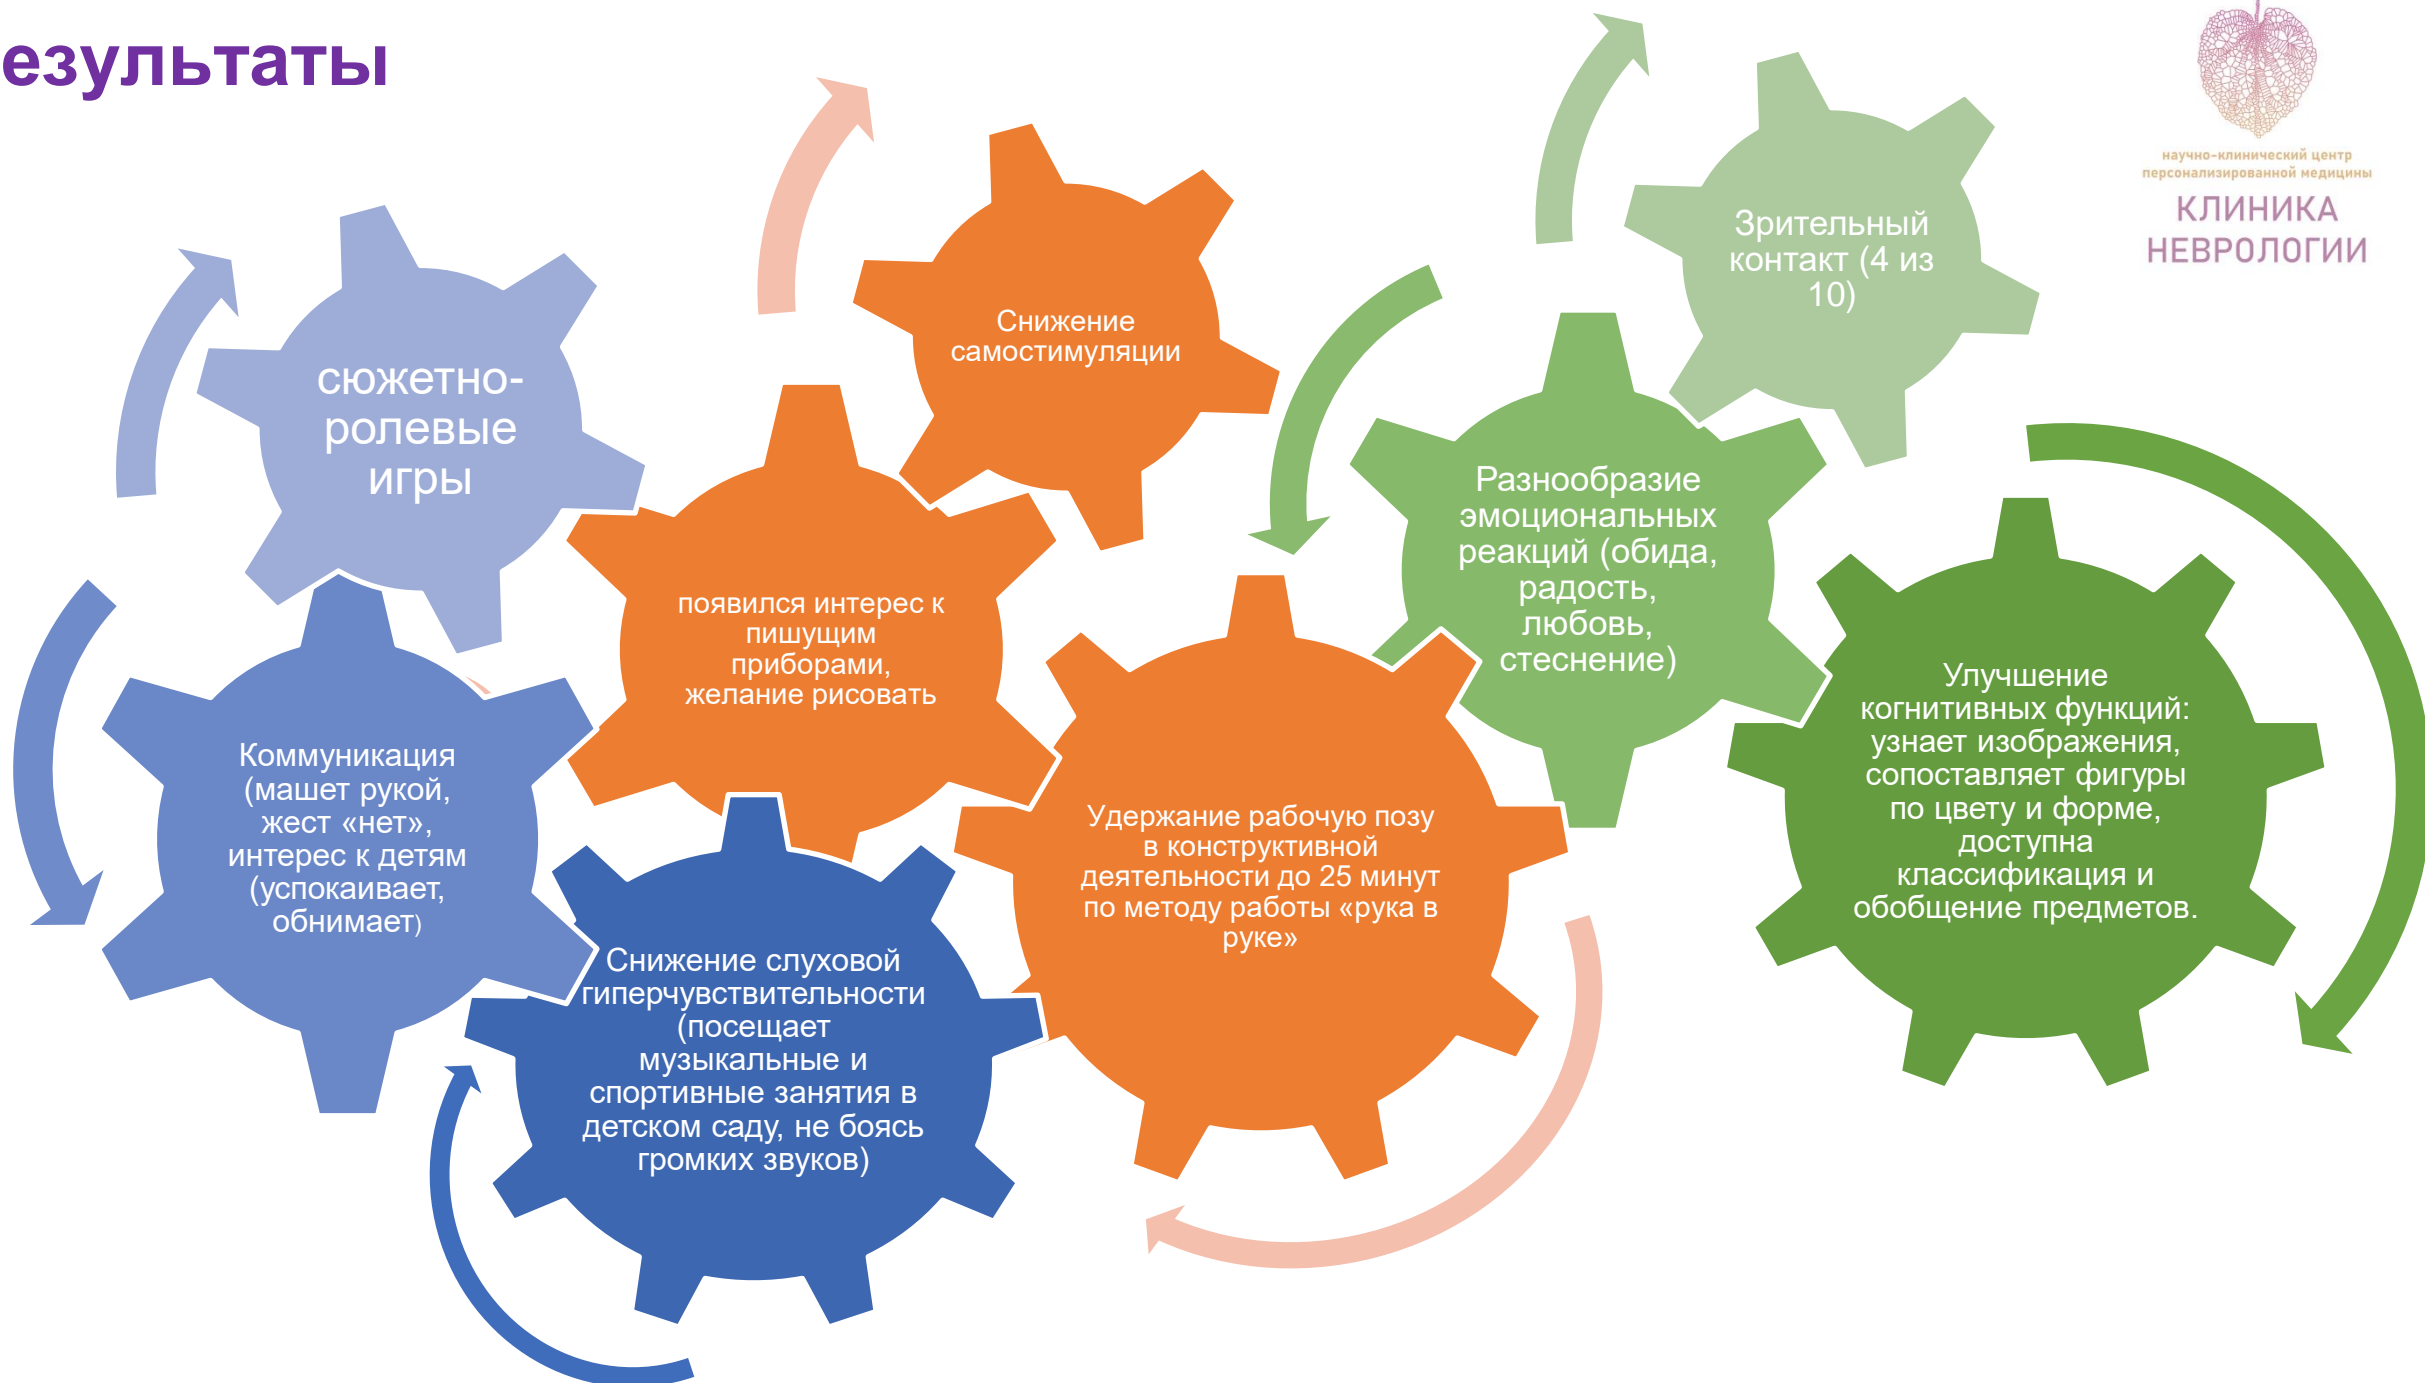 езультаты
научно-клинический центр
персонализированной медицины
КЛИНИКА
НЕВРОЛОГИИ
сюжетно-
ролевые
игры
Коммуникация
(машет рукой,
жест «нет»,
интерес к детям
(успокаивает,
обнимает)
Снижение слуховой
гиперчувствительности
(посещает
музыкальные и
спортивные занятия в
детском саду, не боясь
громких звуков)
Снижение
самостимуляции
появился интерес к
пишущим
приборами,
желание рисовать
Удержание рабочую позу
в конструктивной
деятельности до 25 минут
по методу работы «рука в
руке»
Зрительный
контакт (4 из
10)
Разнообразие
эмоциональных
реакций (обида,
радость,
любовь,
стеснение)
Улучшение
когнитивных функций:
узнает изображения,
сопоставляет фигуры
по цвету и форме,
доступна
классификация и
обобщение предметов.